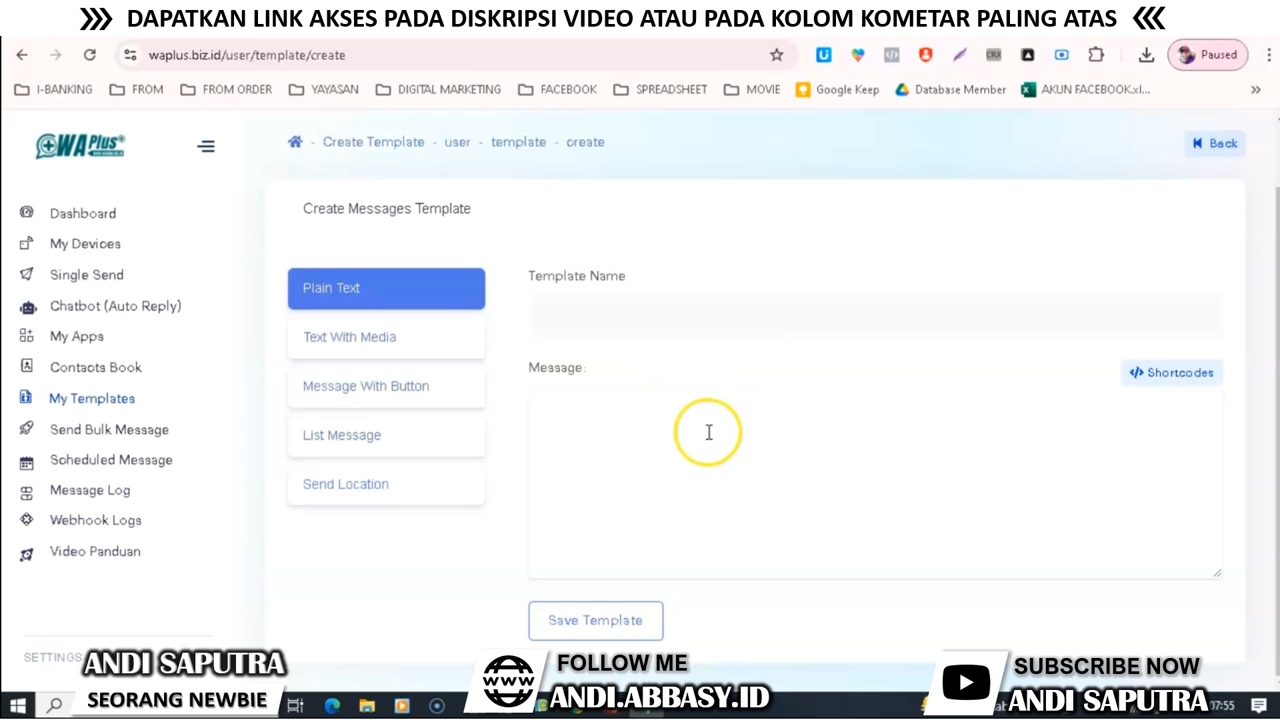 DAPATKAN LINK AKSES PADA DISKRIPSI VIDEO ATAU PADA KOLOM KOMETAR PALING ATAS
waplus.biz.id/user/template/create
Paused
I-BANKING
FROM
FROM ORDER
YAYASAN
DIGITAL MARKETING
FACEBOOK
SPREADSHEET
MOVIE
Google Keep
Database Member
AKUN FACEBOOK.xl...
WA Plus
- Create Template - user - template - create
Back
Create Messages Template
Dashboard
My Devices
Single Send
Chatbot (Auto Reply)
My Apps
Contacts Book
My Templates
Send Bulk Message
Scheduled Message
Message Log
Webhook Logs
Video Panduan
SETTINGS
Plain Text
Text With Media
Message With Button
List Message
Send Location
Template Name
Message:
Shortcodes
Save Template
ANDI SAPUTRA
SEORANG NEWBIE
WWW
FOLLOW ME
ANDI.ABBASY.ID
SUBSCRIBE NOW
ANDI SAPUTRA
07:55